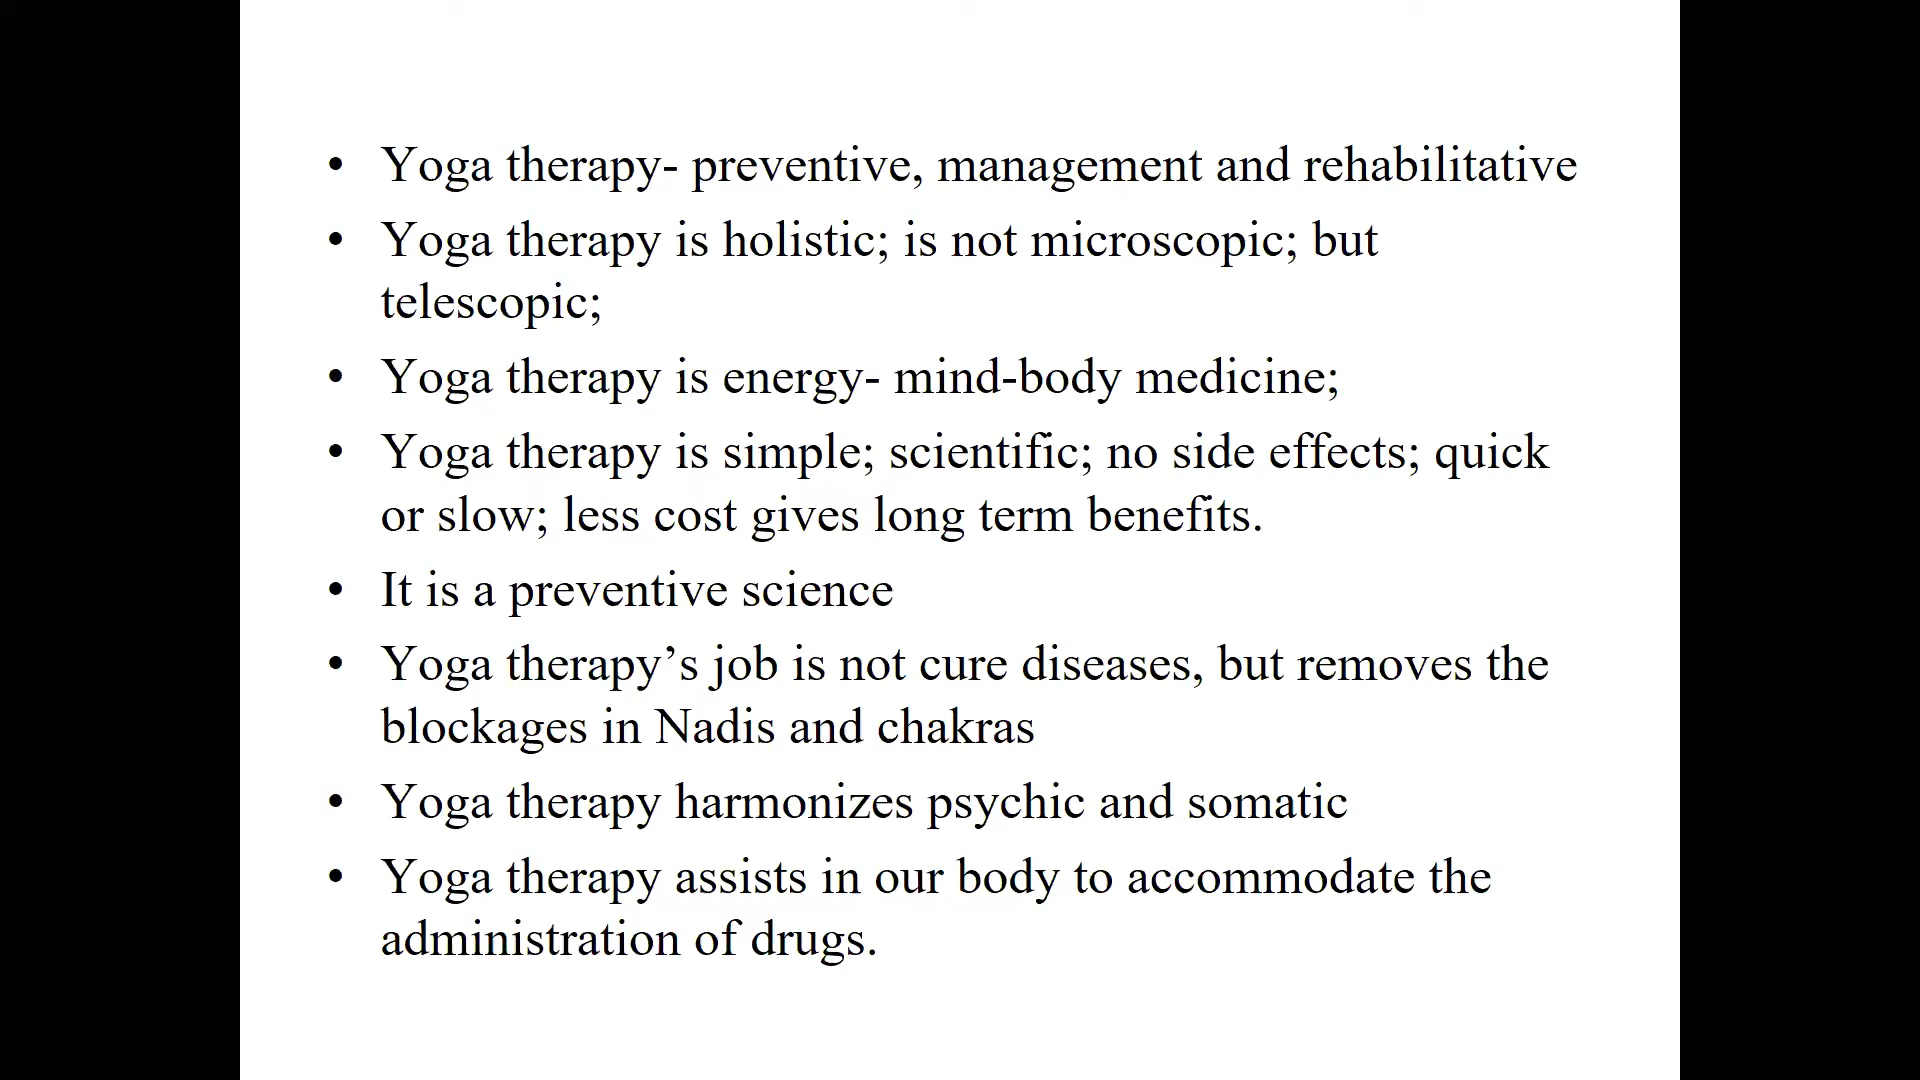 • Yoga therapy- preventive, management and rehabilitative
• Yoga therapy is holistic; is not microscopic; but
telescopic;
• Yoga therapy is energy- mind-body medicine;
• Yoga therapy is simple; scientific; no side effects; quick
or slow; less cost gives long term benefits.
• It is a preventive science
• Yoga therapy’s job is not cure diseases, but removes the
blockages in Nadis and chakras
• Yoga therapy harmonizes psychic and somatic
• Yoga therapy assists in our body to accommodate the
administration of drugs.